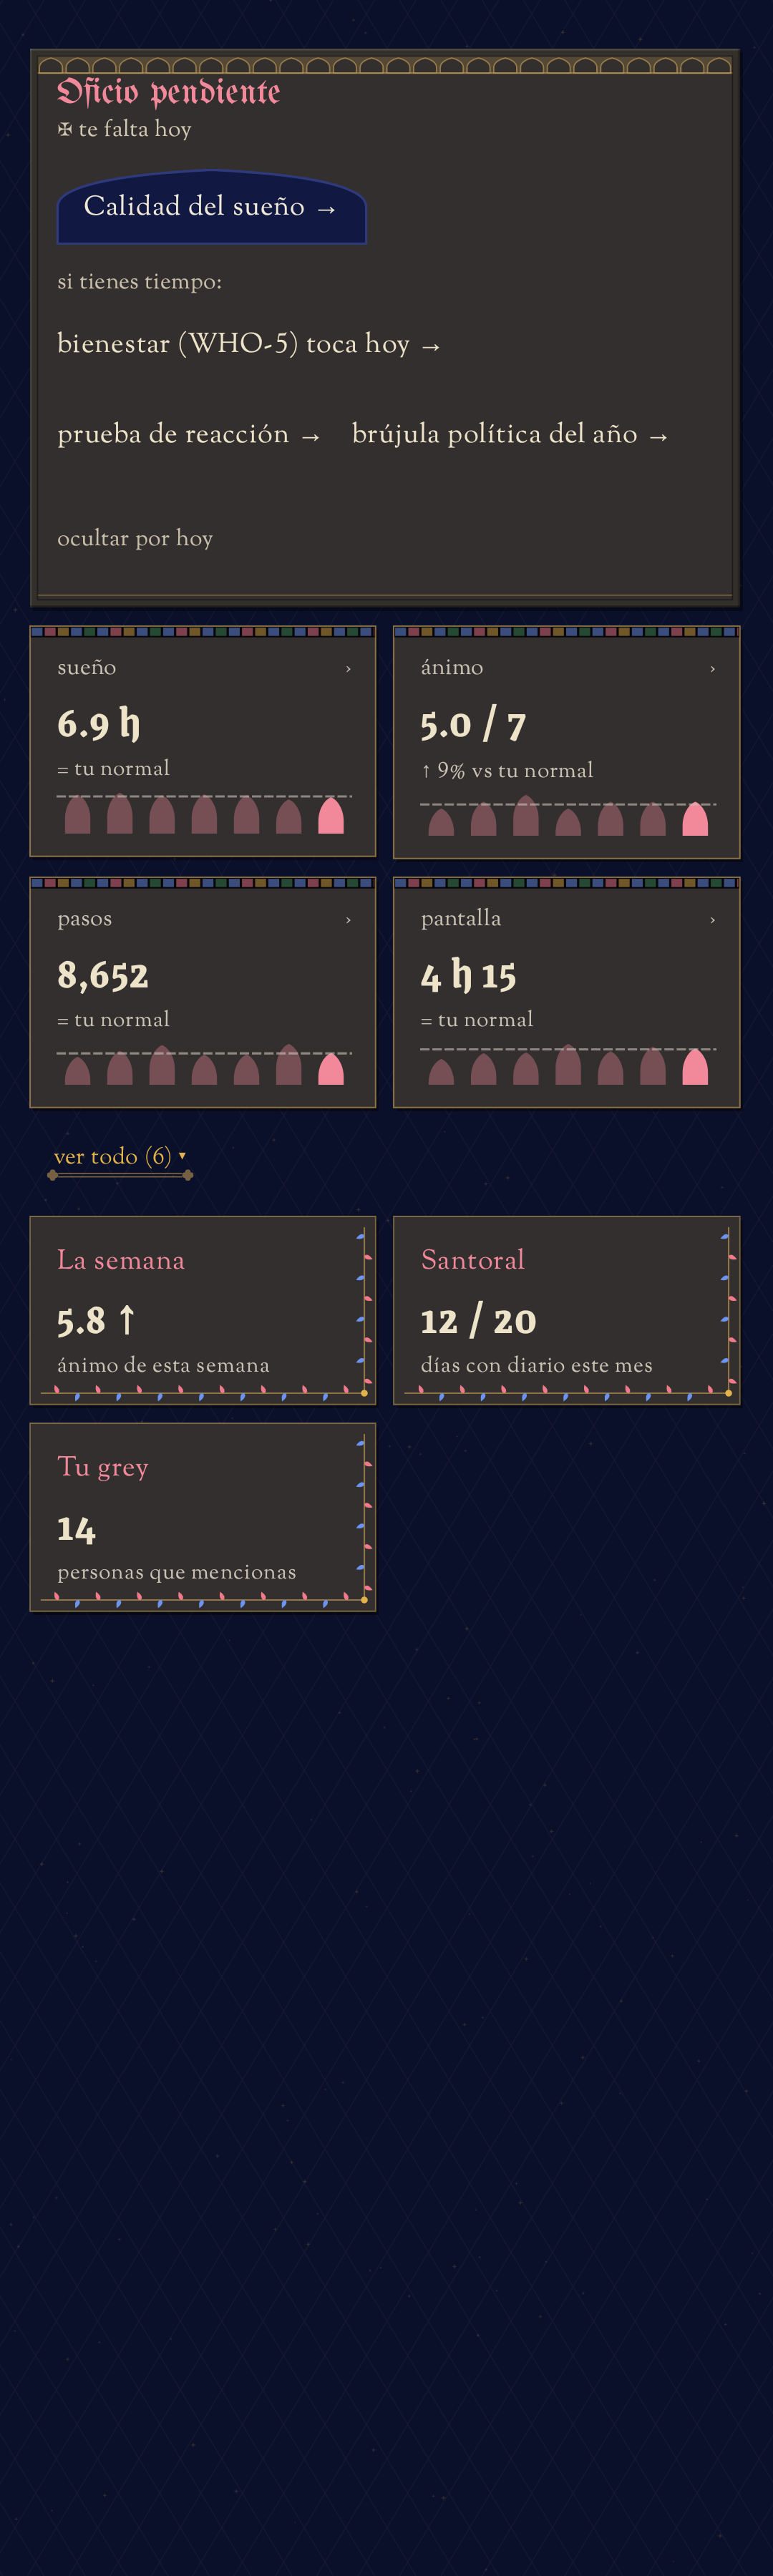 Oficio pendiente
✠ te falta hoy
Calidad del sueño →
si tienes tiempo:
bienestar (WHO-5) toca hoy →
prueba de reacción → brújula política del año →
ocultar por hoy
sueño ›
6.9 h
= tu normal
ánimo ›
5.0 / 7
↑ 9% vs tu normal
pasos ›
8,652
= tu normal
pantalla ›
4 h 15
= tu normal
ver todo (6) ▾
La semana
5.8 ↑
ánimo de esta semana
Santoral
12 / 20
días con diario este mes
Tu grey
14
personas que mencionas